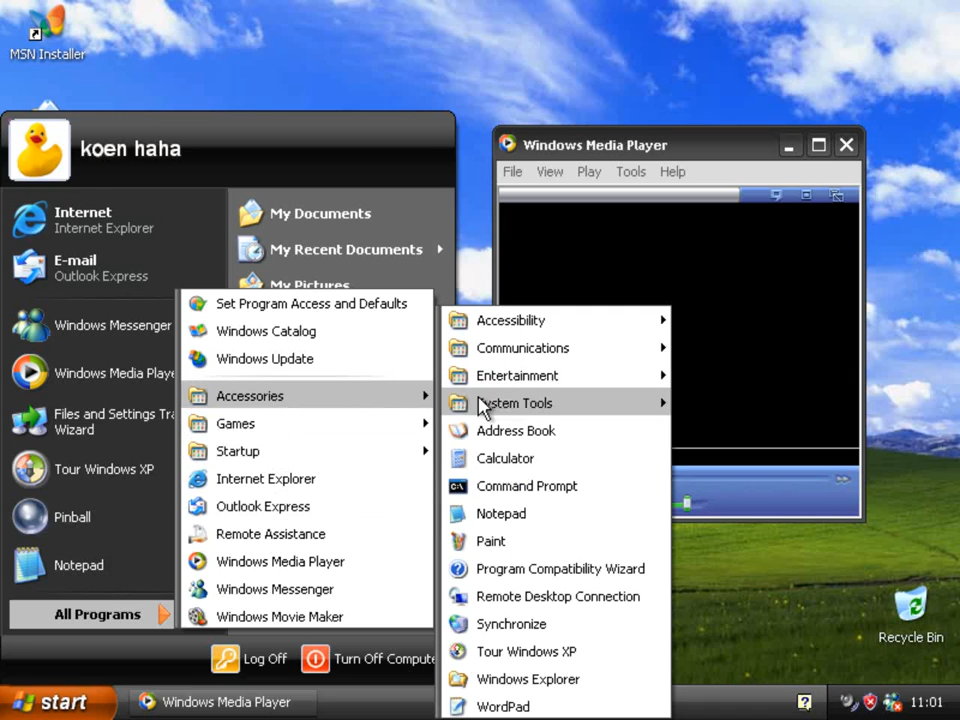 MSN Installer
koen haha
Internet
Internet Explorer
E-mail
Outlook Express
Windows Messenger
Windows Media Playe
Files and Settings Tra
Wizard
Tour Windows XP
Pinball
Notepad
All Programs
My Documents
My Recent Documents
My Pictures
Set Program Access and Defaults
Windows Catalog
Windows Update
Accessories
Games
Startup
Internet Explorer
Outlook Express
Remote Assistance
Windows Media Player
Windows Messenger
Windows Movie Maker
Accessibility
Communications
Entertainment
System Tools
Address Book
Calculator
Command Prompt
Notepad
Paint
Program Compatibility Wizard
Remote Desktop Connection
Synchronize
Tour Windows XP
Windows Explorer
WordPad
Windows Media Player
File View Play Tools Help
Log Off Turn Off Compute
Recycle Bin
start Windows Media Player 11:01